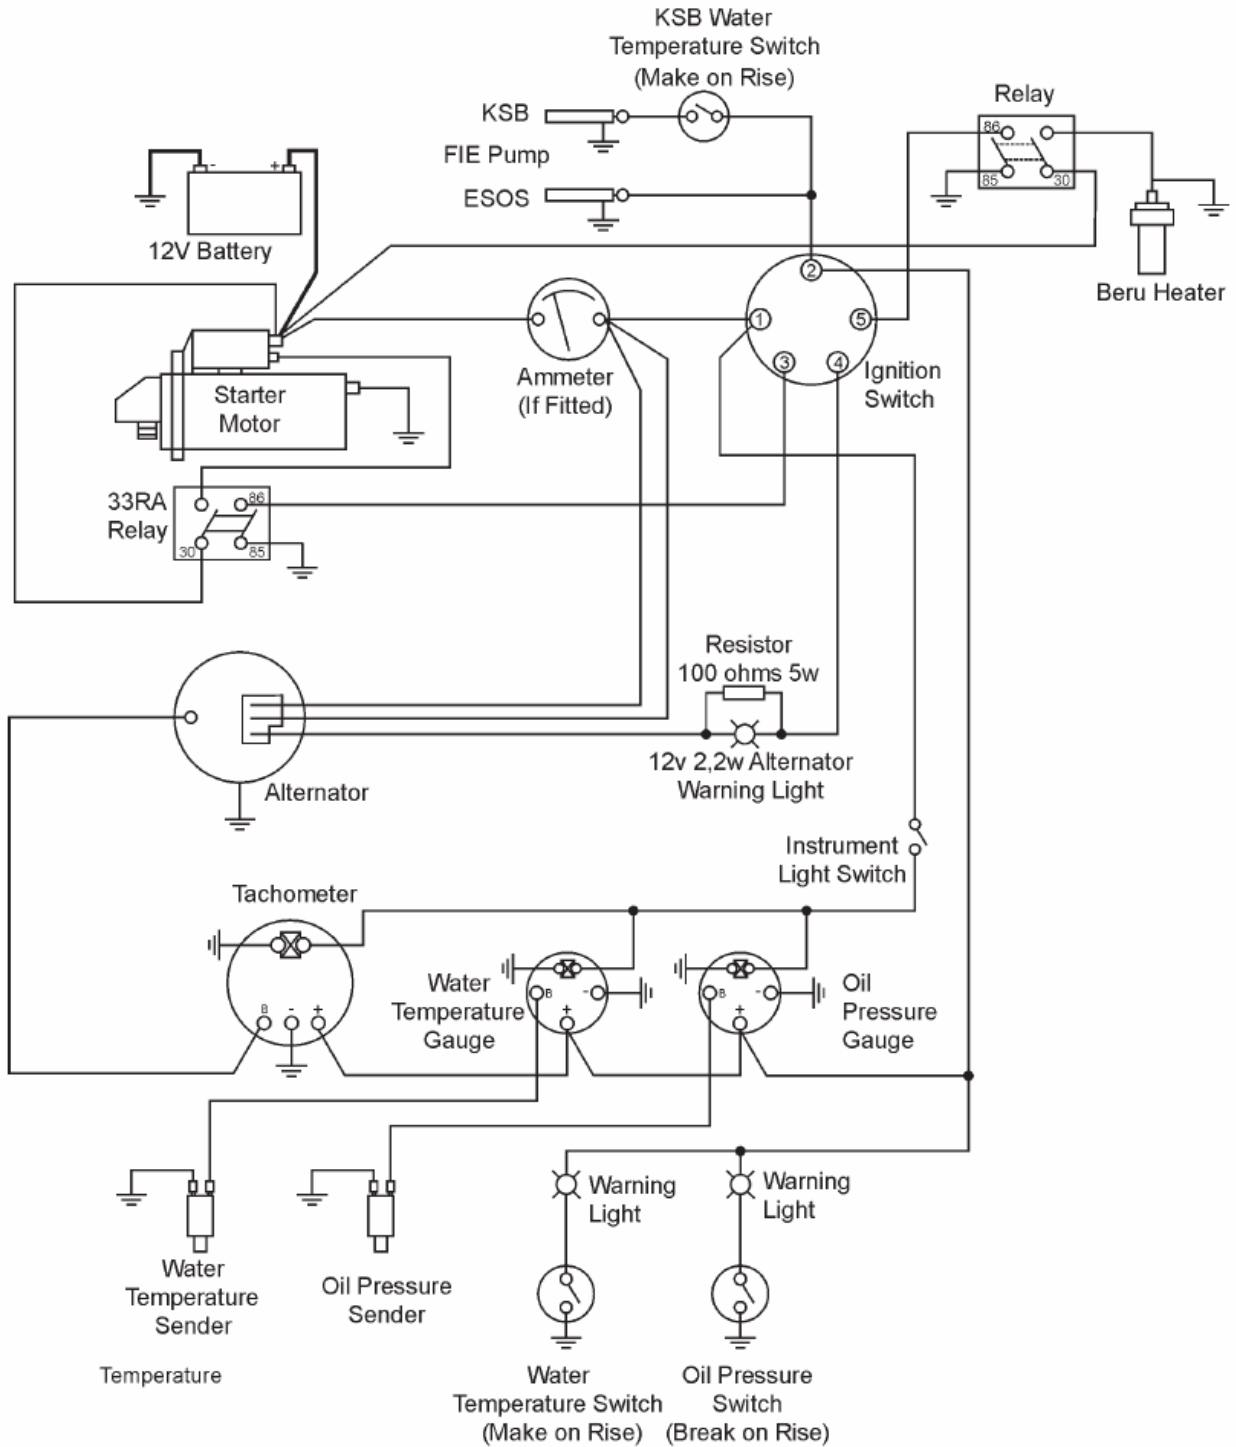 KSB Water
Temperature Switch
(Make on Rise)
Relay
KSB
FIE Pump
ESOS
86
85
30
- +
12V Battery
Beru Heater
2
1
5
3
4
Ignition
Switch
Ammeter
(If Fitted)
Starter
Motor
33RA
Relay
86
30
85
Resistor
100 ohms 5w
12v 2,2w Alternator
Warning Light
Alternator
Instrument
Light Switch
Tachometer
B - +
Water
Temperature
Gauge
B -
+
Oil
Pressure
Gauge
B -
+
Warning
Light
Warning
Light
Water
Temperature
Sender
Oil Pressure
Sender
Temperature
Water
Temperature Switch
(Make on Rise)
Oil Pressure
Switch
(Break on Rise)